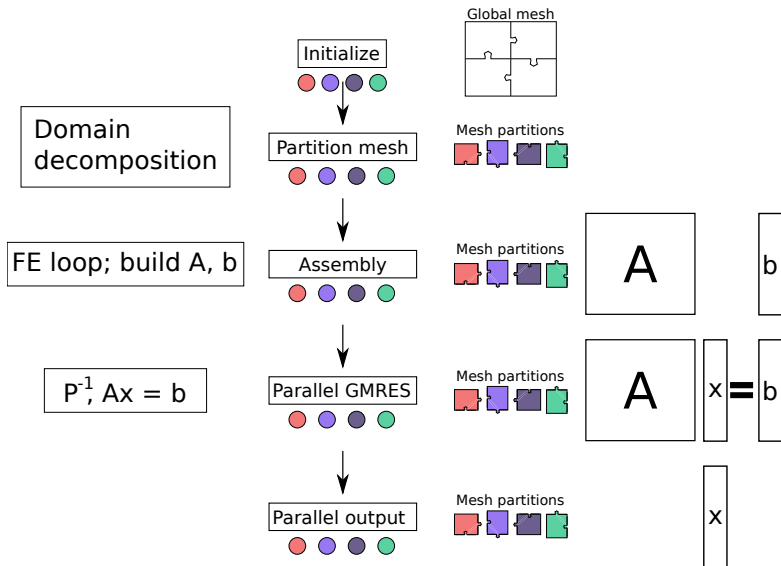 Global mesh
Initialize
Domain
decomposition
Partition mesh
Mesh partitions
FE loop; build A, b
Assembly
Mesh partitions
A
b
P⁻¹, Ax = b
Parallel GMRES
Mesh partitions
A
x
=
b
Parallel output
Mesh partitions
x